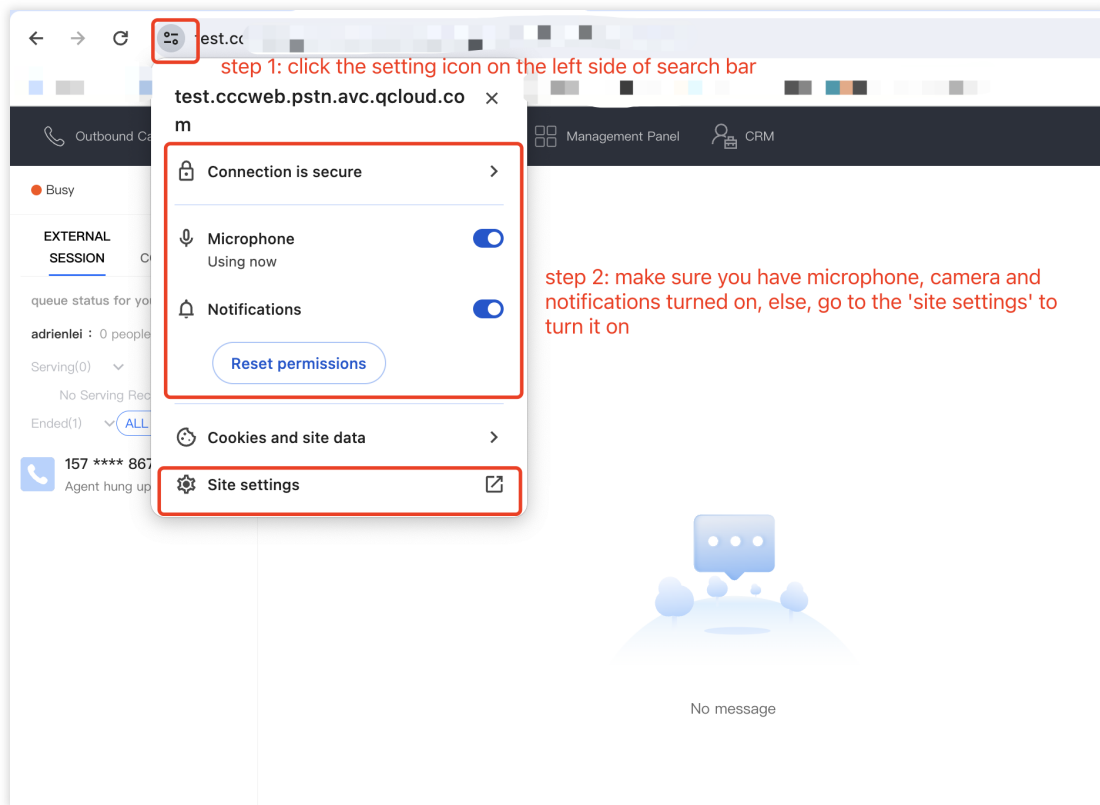 test.cc
step 1: click the setting icon on the left side of search bar
test.cccweb.pstn.avc.qcloud.co
m
Outbound Ca
Management Panel
CRM
Connection is secure
Busy
Microphone
Using now
EXTERNAL
SESSION
CO
step 2: make sure you have microphone, camera and
notifications turned on, else, go to the 'site settings' to
turn it on
queue status for you
Notifications
adrienlei : 0 people
Serving(0)
Reset permissions
No Serving Rec
Ended(1)
ALL
Cookies and site data
157 **** 867
Agent hung up
Site settings
No message